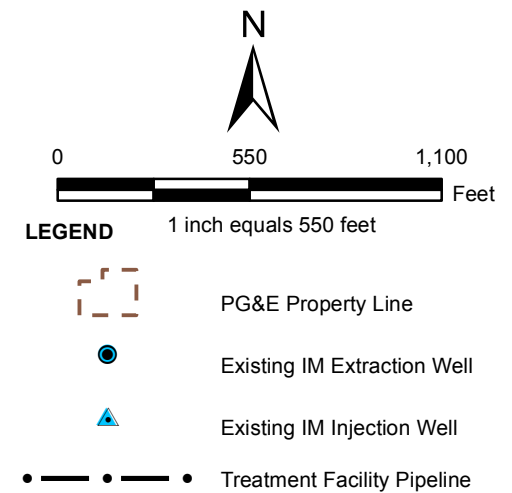 N
0 550 1,100
Feet
LEGEND 1 inch equals 550 feet
PG&E Property Line
Existing IM Extraction Well
Existing IM Injection Well
Treatment Facility Pipeline